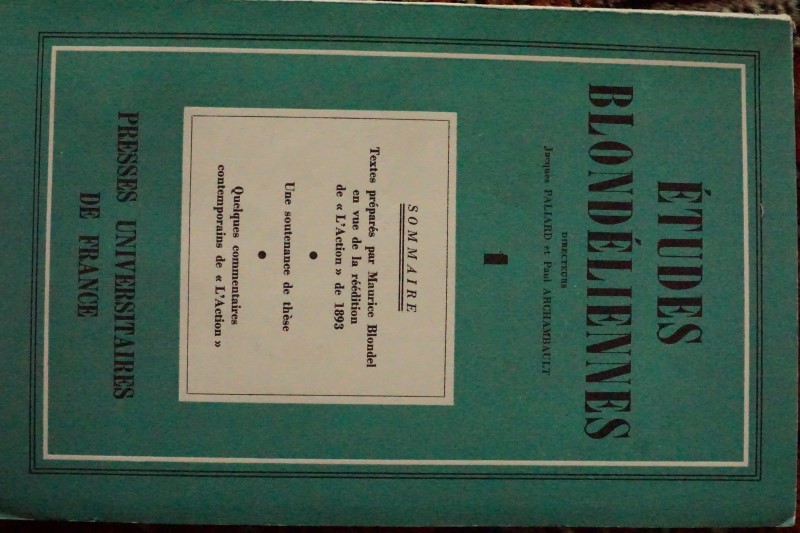 ÉTUDES
BLONDÉLIENNES
DIRECTEURS
Jacques PALIARD et Paul ARCHAMBAULT
1
SOMMAIRE
Textes préparés par Maurice Blondel
en vue de la réédition
de « L'Action » de 1893
●
Une soutenance de thèse
●
Quelques commentaires
contemporains de « L'Action »
PRESSES UNIVERSITAIRES
DE FRANCE